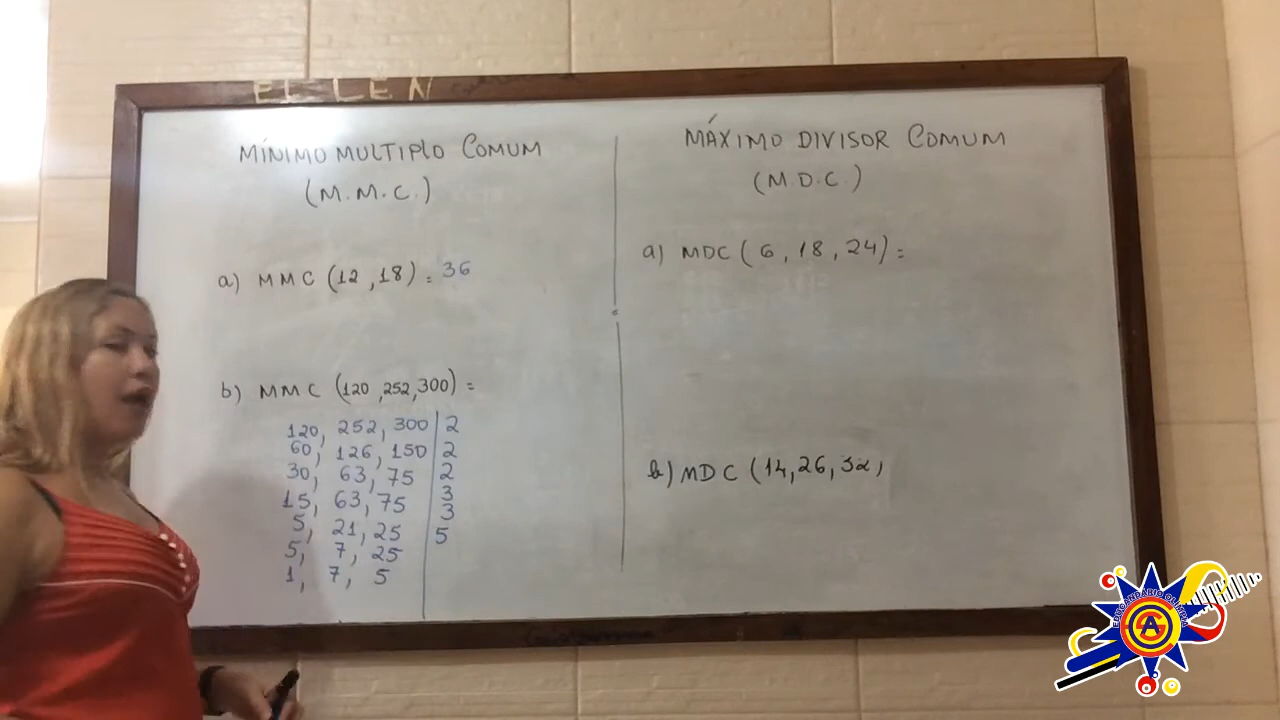 ELLEN
MÍNIMO MULTIPLO COMUM
(M.M.C.)
a) MMC (12,18) = 36
b) MMC (120,252,300) =
120, 252, 300 | 2
60, 126, 150 | 2
30, 63, 75 | 2
15, 63, 75 | 3
5, 21, 25 | 3
5, 7, 25 | 5
1, 7, 5
MÁXIMO DIVISOR COMUM
(M.D.C.)
a) MDC (6, 18, 24) =
b) MDC (14,26,32)
EDUCANDÁRIO OLINDA